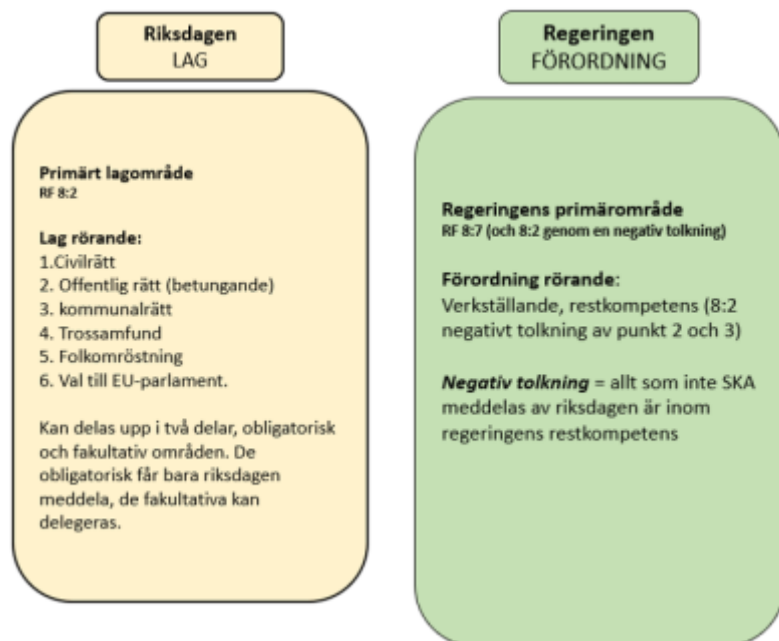 Riksdagen
LAG
Primärt lagområde
RF 8:2
Lag rörande:
1.Civilrätt
2. Offentlig rätt (betungande)
3. kommunalrätt
4. Trossamfund
5. Folkomröstning
6. Val till EU-parlament.
Kan delas upp i två delar, obligatorisk
och fakultativ områden. De
obligatorisk får bara riksdagen
meddela, de fakultativa kan
delegeras.
Regeringen
FÖRORDNING
Regeringens primärområde
RF 8:7 (och 8:2 genom en negativ tolkning)
Förordning rörande:
Verkställande, restkompetens (8:2
negativt tolkning av punkt 2 och 3)
Negativ tolkning = allt som inte SKA
meddelas av riksdagen är inom
regeringens restkompetens